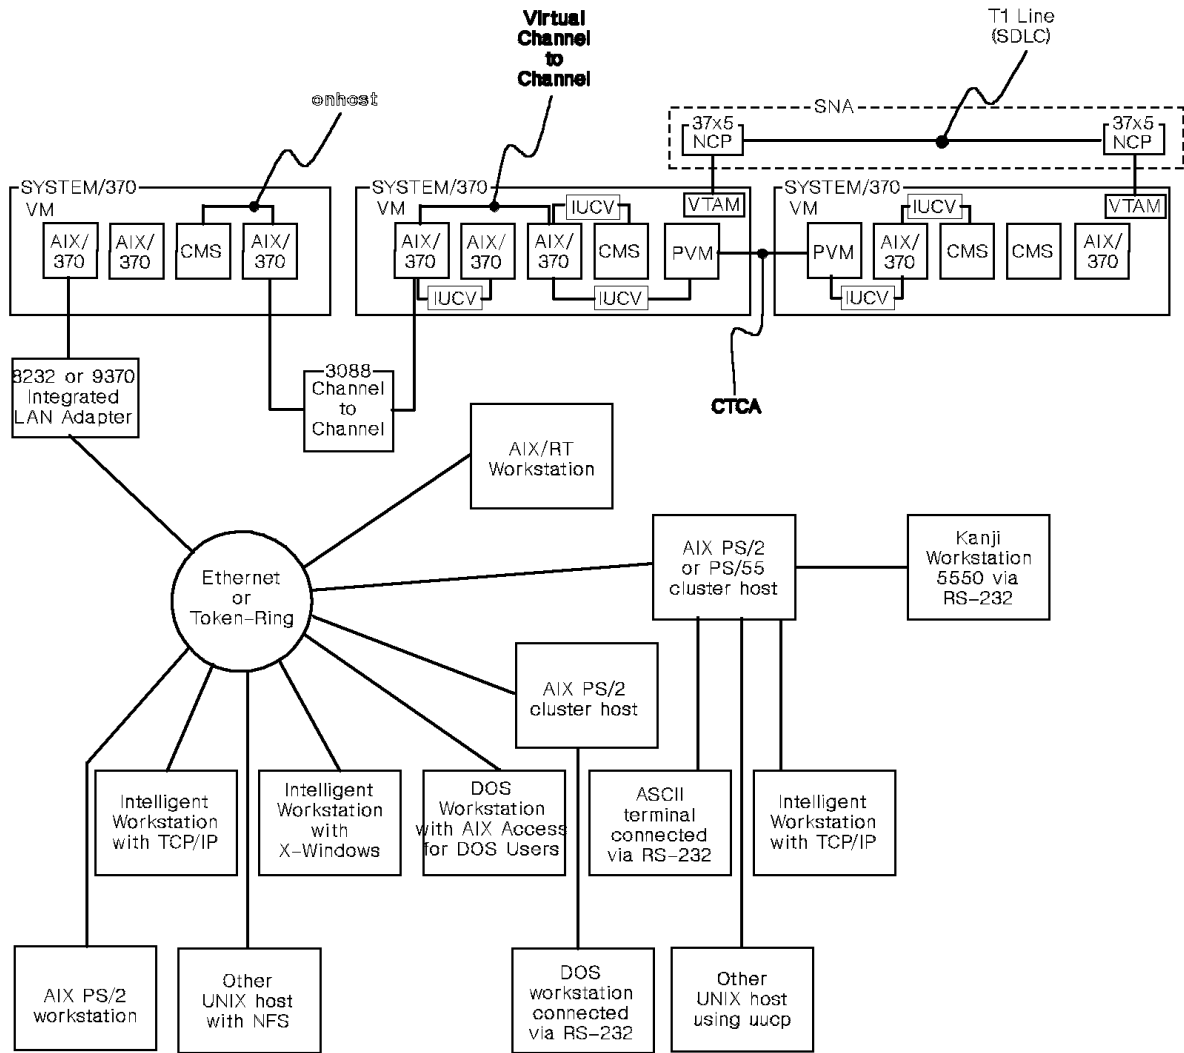 Virtual
Channel
to
Channel
T1 Line
(SDLC)
onhost
SNA
37x5
NCP
37x5
NCP
SYSTEM/370
VM
AIX/
370
AIX/
370
CMS
AIX/
370
SYSTEM/370
VM
IUCV
VTAM
AIX/
370
AIX/
370
AIX/
370
CMS
PVM
IUCV
IUCV
SYSTEM/370
VM
IUCV
VTAM
PVM
AIX/
370
CMS
CMS
AIX/
370
IUCV
8232 or 9370
Integrated
LAN Adapter
3088
Channel
to
Channel
CTCA
AIX/RT
Workstation
Ethernet
or
Token-Ring
AIX PS/2
or PS/55
cluster host
Kanji
Workstation
5550 via
RS-232
AIX PS/2
cluster host
Intelligent
Workstation
with TCP/IP
Intelligent
Workstation
with
X-Windows
DOS
Workstation
with AIX Access
for DOS Users
ASCII
terminal
connected
via RS-232
Intelligent
Workstation
with TCP/IP
AIX PS/2
workstation
Other
UNIX host
with NFS
DOS
workstation
connected
via RS-232
Other
UNIX host
using uucp